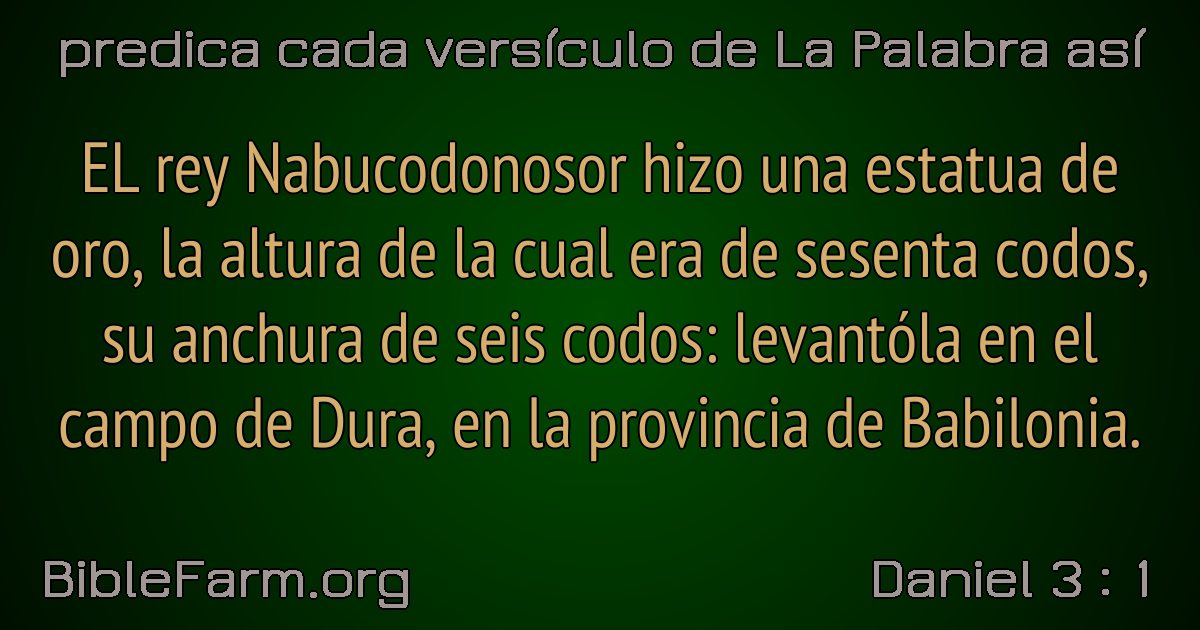 predica cada versículo de La Palabra así
EL rey Nabucodonosor hizo una estatua de
oro, la altura de la cual era de sesenta codos,
su anchura de seis codos: levantóla en el
campo de Dura, en la provincia de Babilonia.
BibleFarm.org
Daniel 3 : 1